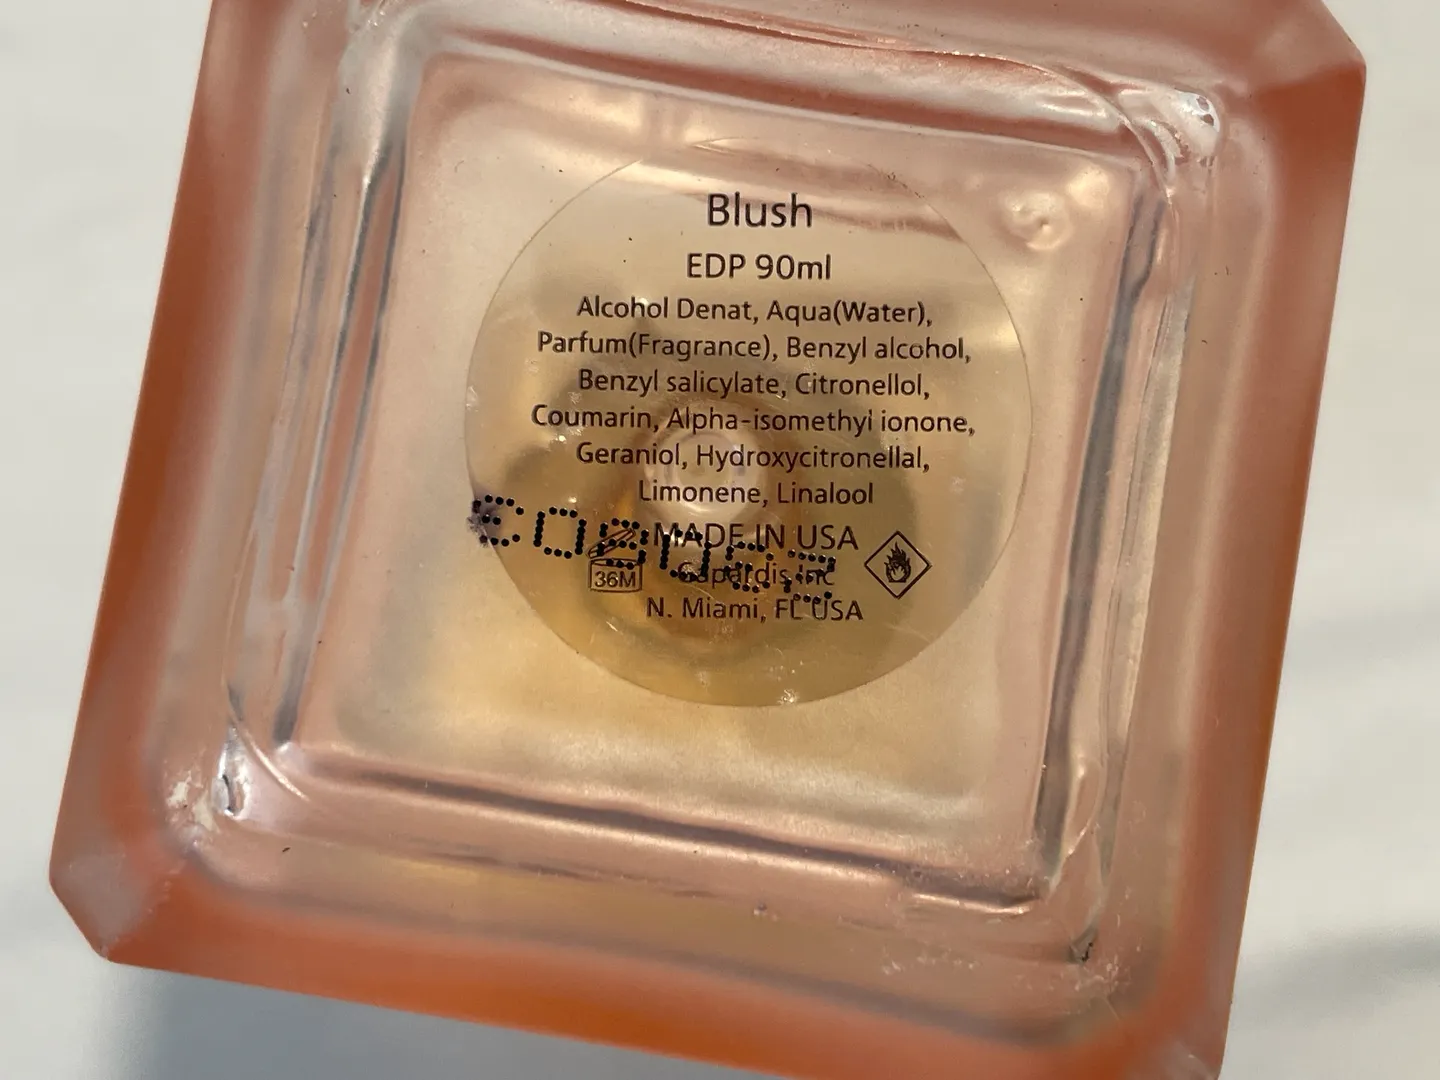 Blush
EDP 90ml
Alcohol Denat, Aqua(Water),
Parfum(Fragrance), Benzyl alcohol,
Benzyl salicylate, Citronellol,
Coumarin, Alpha-isomethyl ionone,
Geraniol, Hydroxycitronellal,
Limonene, Linalool
MADE IN USA
36M
Inc
N. Miami, FL USA